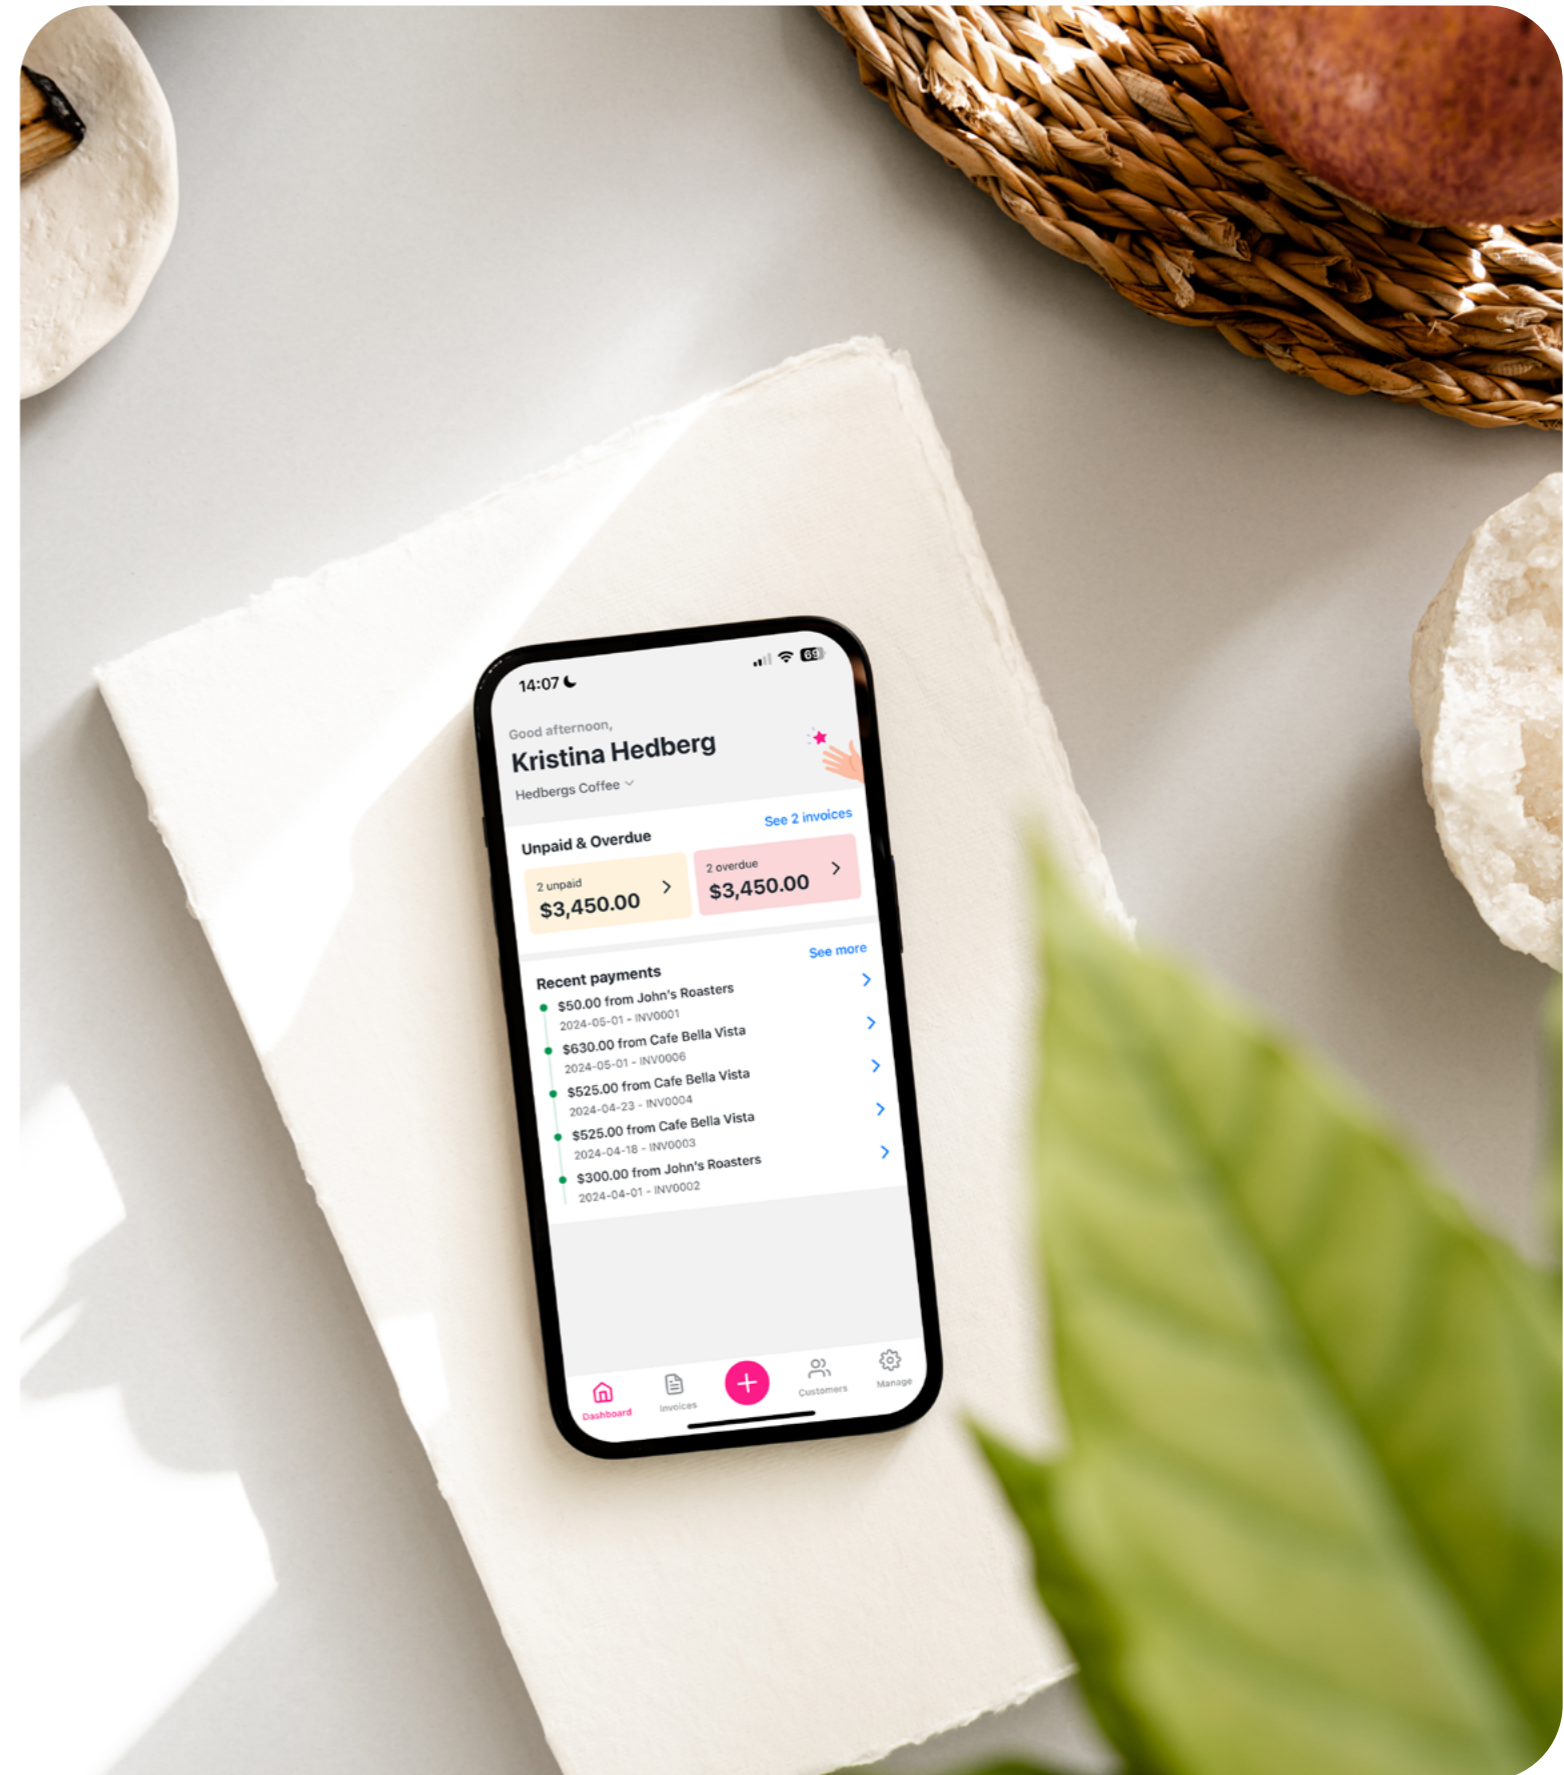 14:07
69
Good afternoon,
Kristina Hedberg
Hedbergs Coffee
Unpaid & Overdue
See 2 invoices
2 unpaid
$3,450.00
2 overdue
$3,450.00
Recent payments
See more
$50.00 from John's Roasters
2024-05-01 - INV0001
$630.00 from Cafe Bella Vista
2024-05-01 - INV0006
$525.00 from Cafe Bella Vista
2024-04-23 - INV0004
$525.00 from Cafe Bella Vista
2024-04-18 - INV0003
$300.00 from John's Roasters
2024-04-01 - INV0002
Dashboard
Invoices
Customers
Manage